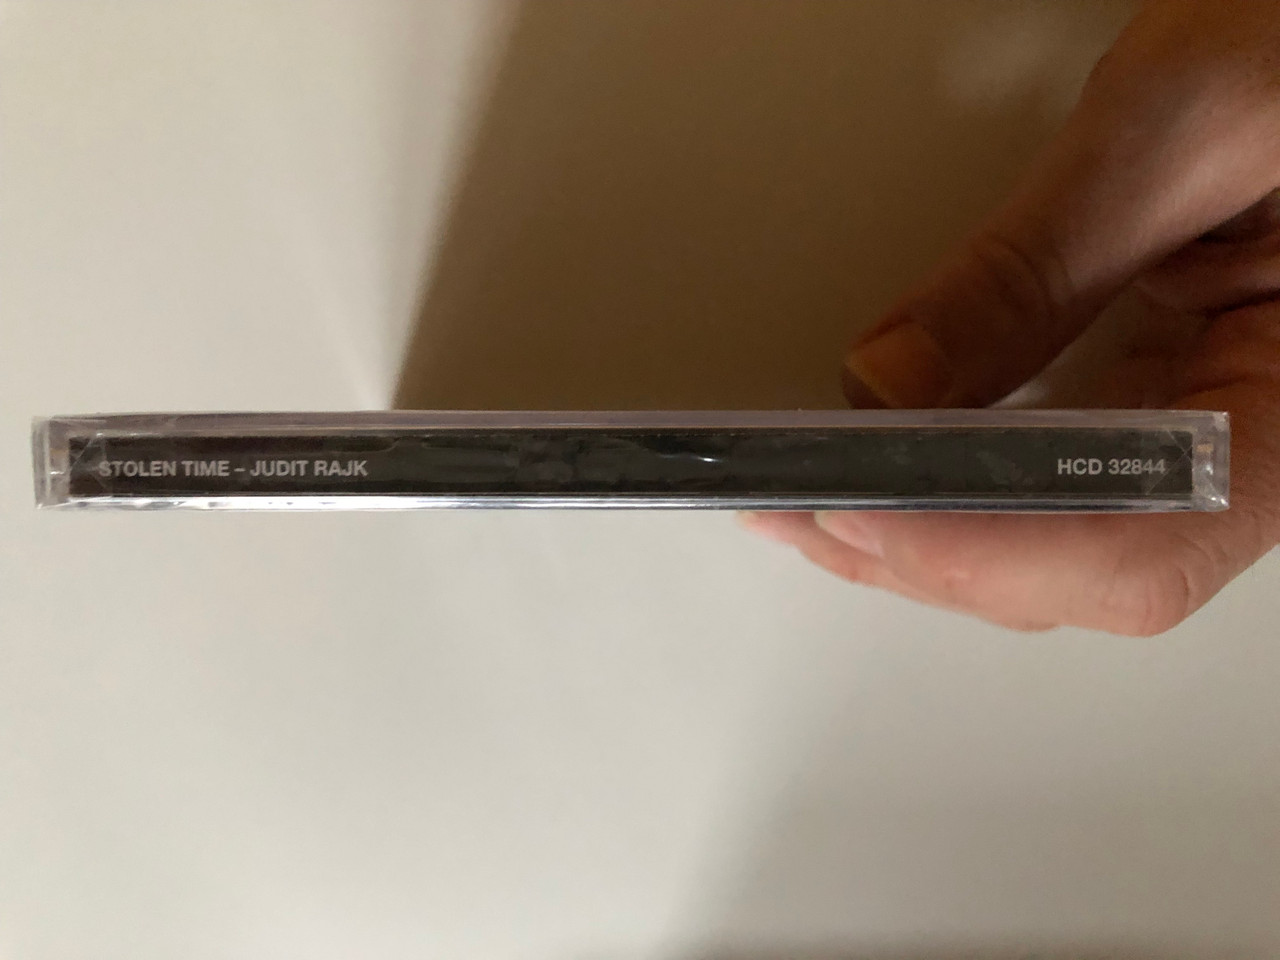 STOLEN TIME – JUDIT RAJK HCD 32844